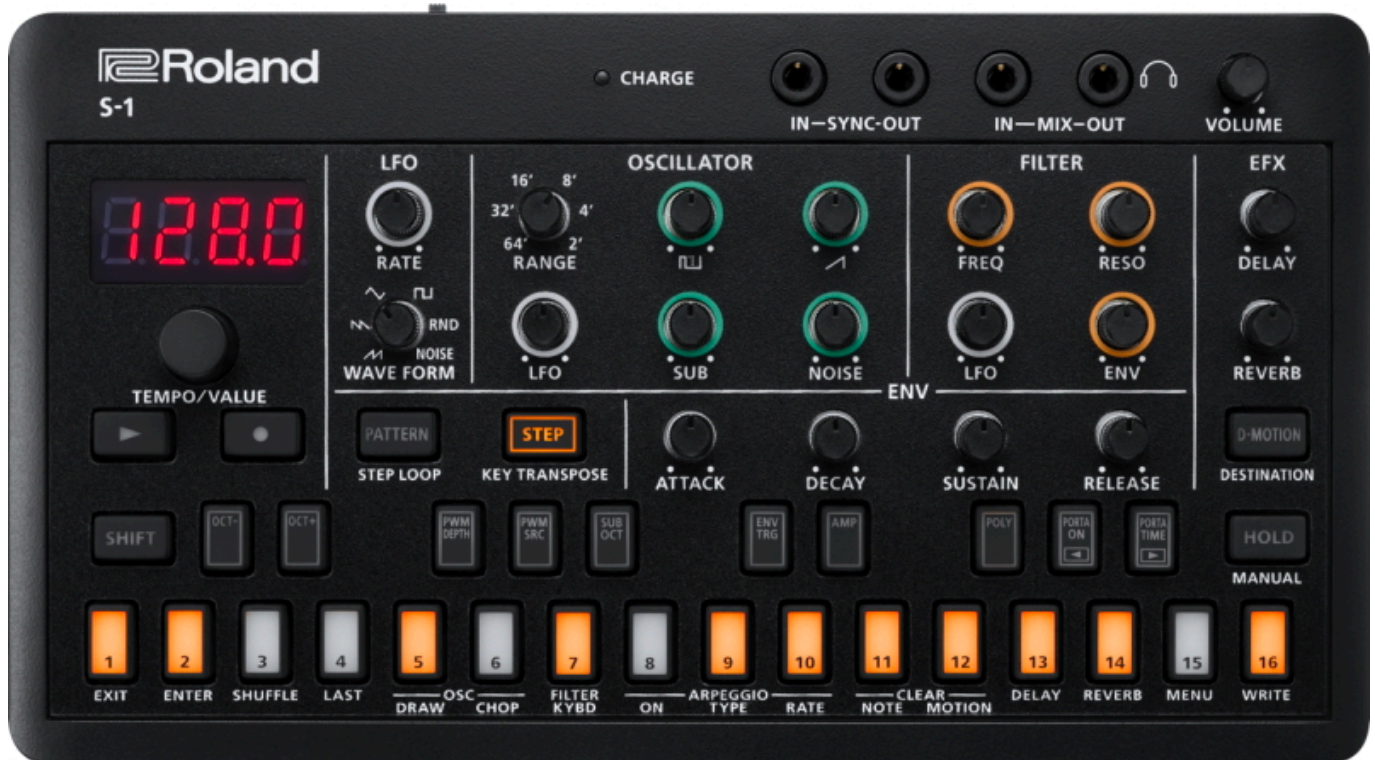 Roland
S-1
CHARGE
IN–SYNC-OUT
IN–MIX–OUT
VOLUME
LFO
OSCILLATOR
FILTER
EFX
128.0
RATE
16' 8'
32' 4'
64' 2'
RANGE
FREQ
RESO
DELAY
RND
NOISE
WAVE FORM
LFO
SUB
NOISE
LFO
ENV
REVERB
TEMPO/VALUE
ENV
PATTERN
STEP
D-MOTION
STEP LOOP
KEY TRANSPOSE
ATTACK
DECAY
SUSTAIN
RELEASE
DESTINATION
SHIFT
OCT-
OCT+
PWM DEPTH
PWM SRC
SUB OCT
ENV TRG
AMP
POLY
PORTA ON
PORTA TIME
HOLD
MANUAL
1 2 3 4 5 6 7 8 9 10 11 12 13 14 15 16
EXIT ENTER SHUFFLE LAST OSC FILTER ARPEGGIO CLEAR DELAY REVERB MENU WRITE
DRAW CHOP KYBD ON TYPE RATE NOTE MOTION